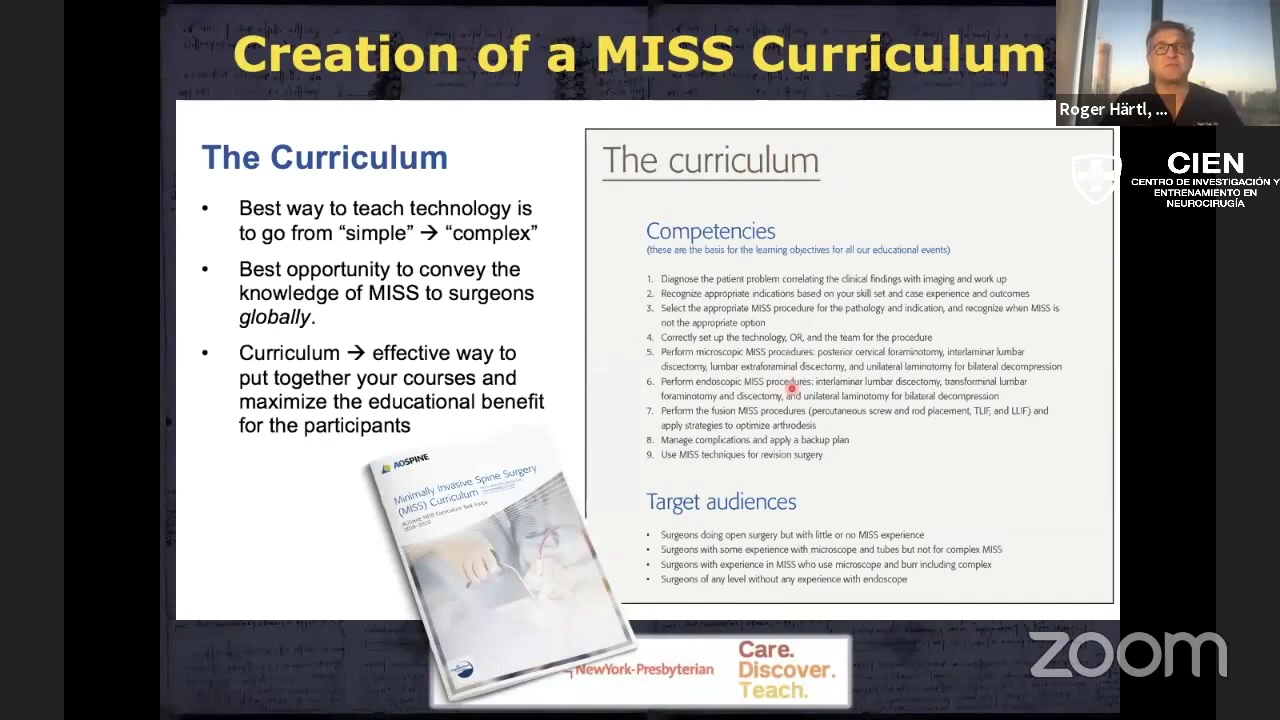 Creation of a MISS Curriculum
Roger Härtl, ...
CIEN
CENTRO DE INVESTIGACIÓN Y
ENTRENAMIENTO EN
NEUROCIRUGÍA
The Curriculum
• Best way to teach technology is
to go from “simple” → “complex”
• Best opportunity to convey the
knowledge of MISS to surgeons
globally.
• Curriculum → effective way to
put together your courses and
maximize the educational benefit
for the participants
The curriculum
Competencies
(these are the basis for the learning objectives for all our educational events)
1. Diagnose the patient problem correlating the clinical findings with imaging and work up
2. Recognize appropriate indications based on your skill set and case experience and outcomes
3. Select the appropriate MISS procedure for the pathology and indication, and recognize when MISS is
not the appropriate option
4. Correctly set up the technology, OR, and the team for the procedure
5. Perform microscopic MISS procedures: posterior cervical foraminotomy, interlaminar lumbar
discectomy, lumbar extraforaminal discectomy, and unilateral laminotomy for bilateral decompression
6. Perform endoscopic MISS procedures: interlaminar lumbar discectomy, transforminal lumbar
foraminotomy and discectomy, and unilateral laminotomy for bilateral decompression
7. Perform the fusion MISS procedures (percutaneous screw and rod placement, TLIF, and LLIF) and
apply strategies to optimize arthrodesis
8. Manage complications and apply a backup plan
9. Use MISS techniques for revision surgery
Target audiences
• Surgeons doing open surgery but with little or no MISS experience
• Surgeons with some experience with microscope and tubes but not for complex MISS
• Surgeons with experience in MISS who use microscope and burr including complex
• Surgeons of any level without any experience with endoscope
AOSPINE
Minimally Invasive Spine Surgery
(MISS) Curriculum
AOSpine MISS Curriculum Task Force
NewYork-Presbyterian
Care.
Discover.
Teach.
zoom